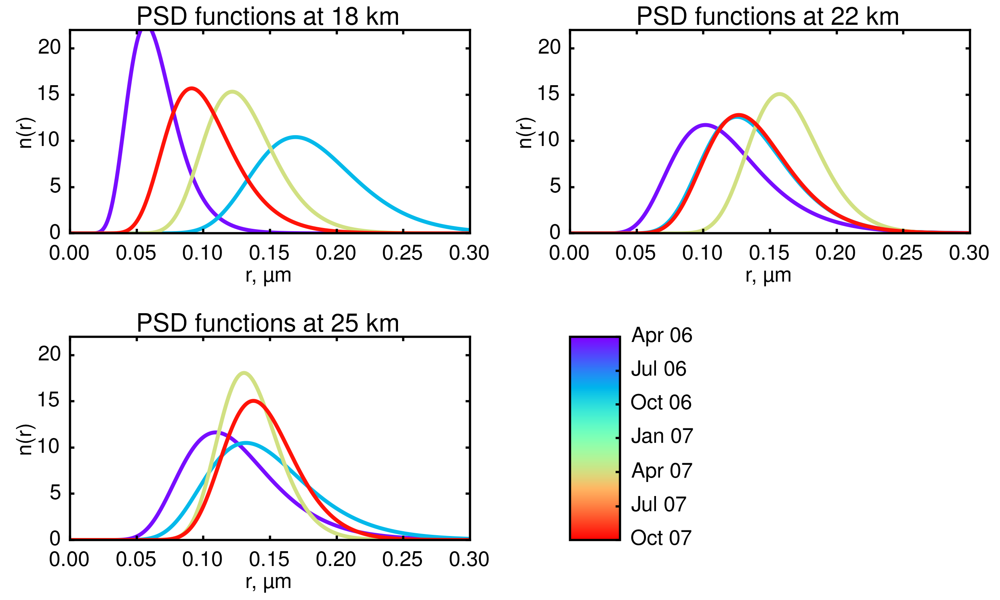 PSD functions at 18 km
20
15
10
5
0
n(r)
0.00 0.05 0.10 0.15 0.20 0.25 0.30
r, µm
PSD functions at 22 km
20
15
10
5
0
n(r)
0.00 0.05 0.10 0.15 0.20 0.25 0.30
r, µm
PSD functions at 25 km
20
15
10
5
0
n(r)
0.00 0.05 0.10 0.15 0.20 0.25 0.30
r, µm
Apr 06
Jul 06
Oct 06
Jan 07
Apr 07
Jul 07
Oct 07